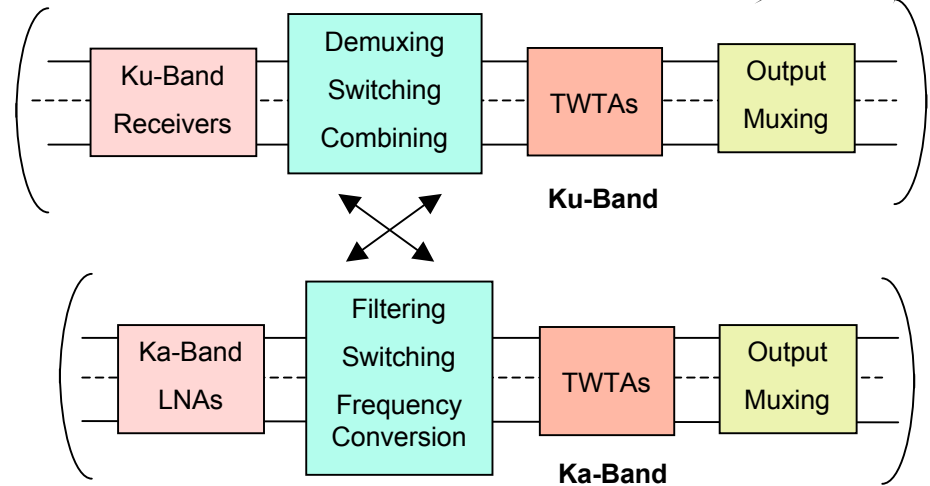 Ku-Band
Receivers
Demuxing
Switching
Combining
TWTAs
Output
Muxing
Ku-Band
Ka-Band
LNAs
Filtering
Switching
Frequency
Conversion
TWTAs
Output
Muxing
Ka-Band